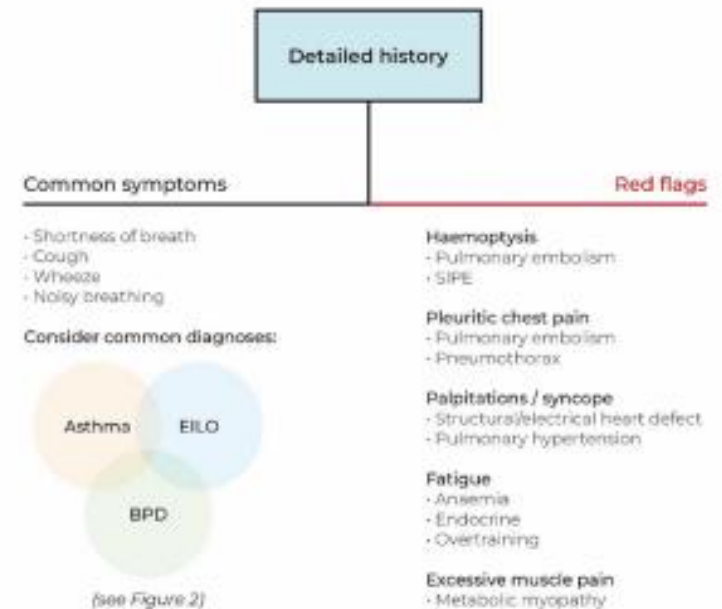 Detailed history
Common symptoms
• Shortness of breath
• Cough
• Wheeze
• Noisy breathing
Consider common diagnoses:
Asthma
EILO
BPD
(see Figure 2)
Red flags
Haemoptysis
• Pulmonary embolism
• SIPE
Pleuritic chest pain
• Pulmonary embolism
• Pneumothorax
Palpitations / syncope
• Structural/electrical heart defect
• Pulmonary hypertension
Fatigue
• Anaemia
• Endocrine
• Overtraining
Excessive muscle pain
• Metabolic myopathy